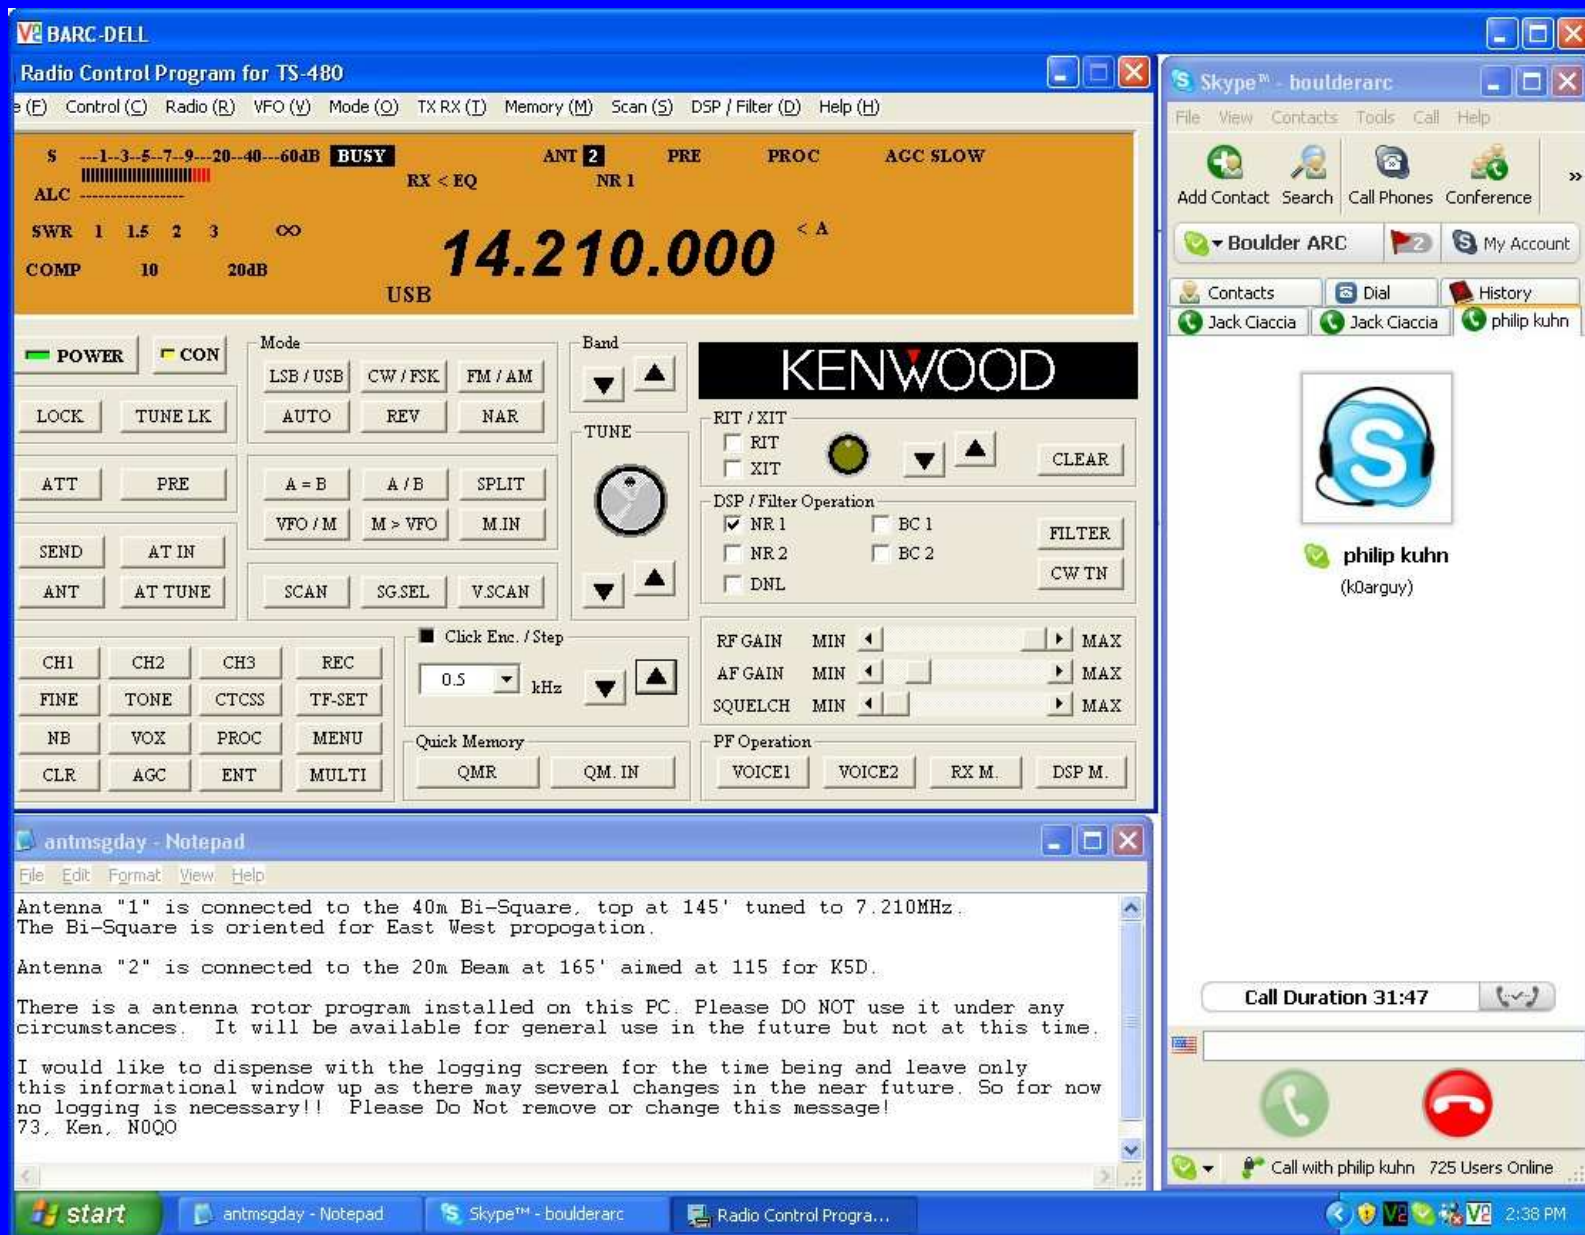 BARC-DELL
Radio Control Program for TS-480
e (F) Control (C) Radio (R) VFO (V) Mode (O) TX RX (T) Memory (M) Scan (S) DSP / Filter (D) Help (H)
S ---1--3--5--7--9---20--40---60dB BUSY ANT 2 PRE PROC AGC SLOW
RX < EQ NR 1
ALC -----------------
SWR 1 1.5 2 3 ∞
14.210.000 < A
COMP 10 20dB
USB
POWER CON
LOCK TUNE LK
ATT PRE
SEND AT IN
ANT AT TUNE
Mode
LSB / USB CW / FSK FM / AM
AUTO REV NAR
A = B A / B SPLIT
VFO / M M > VFO M.IN
SCAN SG.SEL V.SCAN
Band
TUNE
KENWOOD
RIT / XIT
RIT
XIT
CLEAR
DSP / Filter Operation
NR 1 BC 1
NR 2 BC 2
DNL
FILTER
CW TN
CH1 CH2 CH3 REC
FINE TONE CTCSS TF-SET
NB VOX PROC MENU
CLR AGC ENT MULTI
Click Enc. / Step
0.5 kHz
Quick Memory
QMR QM. IN
RF GAIN MIN MAX
AF GAIN MIN MAX
SQUELCH MIN MAX
PF Operation
VOICE1 VOICE2 RX M. DSP M.
antmsgday - Notepad
File Edit Format View Help
Antenna "1" is connected to the 40m Bi-Square, top at 145' tuned to 7.210MHz.
The Bi-Square is oriented for East West propogation.
Antenna "2" is connected to the 20m Beam at 165' aimed at 115 for K5D.
There is a antenna rotor program installed on this PC. Please DO NOT use it under any
circumstances. It will be available for general use in the future but not at this time.
I would like to dispense with the logging screen for the time being and leave only
this informational window up as there may several changes in the near future. So for now
no logging is necessary!! Please Do Not remove or change this message!
73, Ken, N0QO
Skype™ - boulderarc
File View Contacts Tools Call Help
Add Contact Search Call Phones Conference »
Boulder ARC 2 My Account
Contacts Dial History
Jack Ciaccia Jack Ciaccia philip kuhn
philip kuhn
(k0arguy)
Call Duration 31:47
Call with philip kuhn 725 Users Online
start antmsgday - Notepad Skype™ - boulderarc Radio Control Progra... 2:38 PM